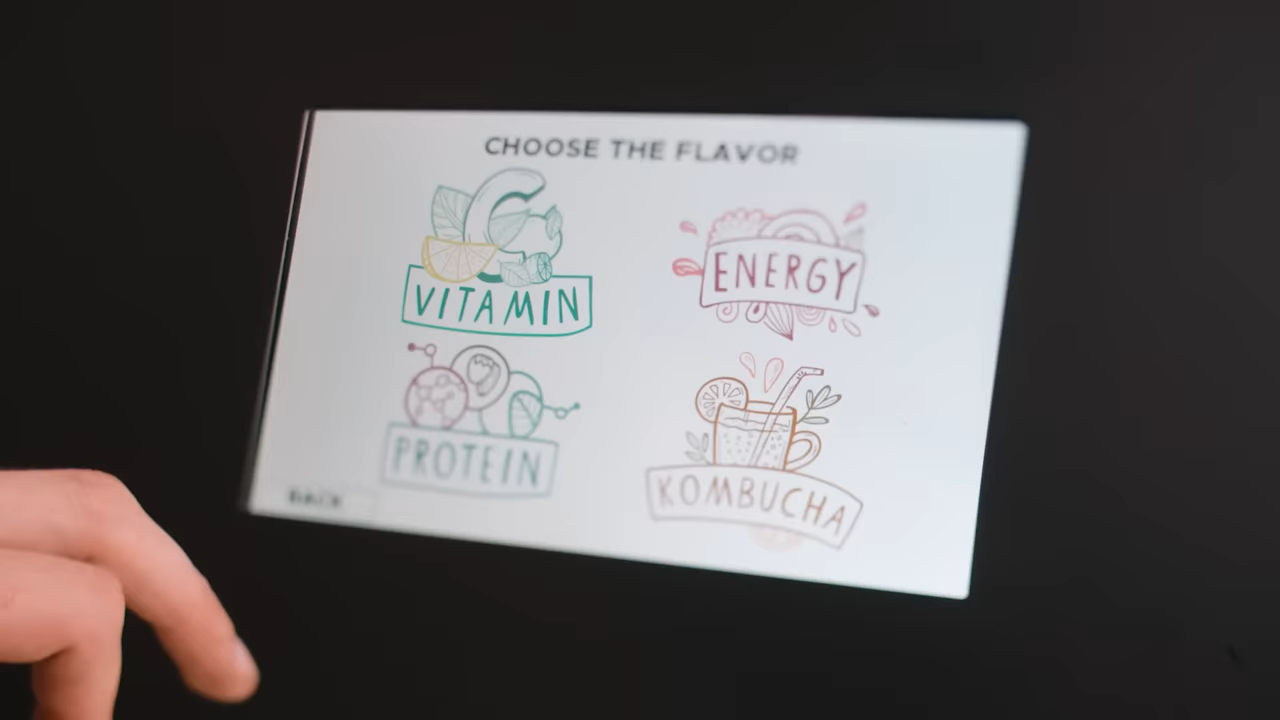 CHOOSE THE FLAVOR
C
VITAMIN
ENERGY
PROTEIN
KOMBUCHA
BACK